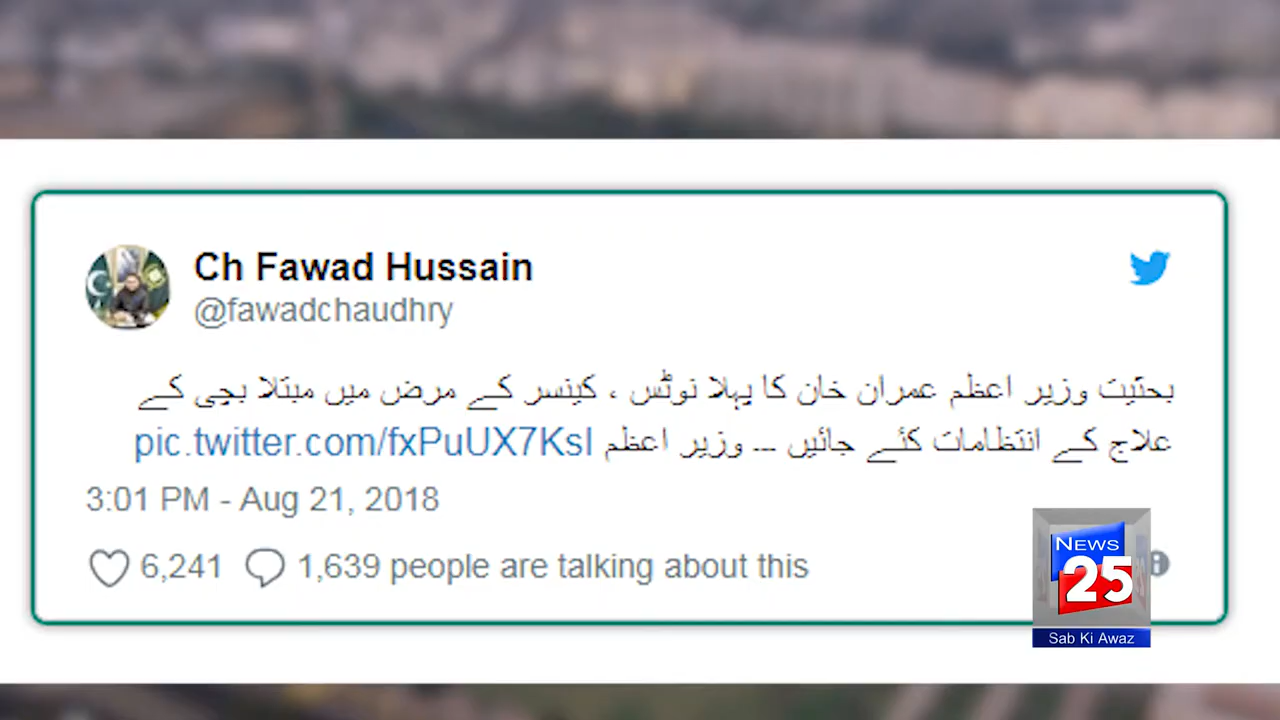 Ch Fawad Hussain
@fawadchaudhry
بحثیت وزیر اعظم عمران خان کا پہلا نوٹس ، کینسر کے مرض میں مبتلا بچی کے
علاج کے انتظامات کئے جائیں --- وزیر اعظم pic.twitter.com/fxPuUX7KsI
3:01 PM - Aug 21, 2018
6,241 1,639 people are talking about this
NEWS
25
Sab Ki Awaz